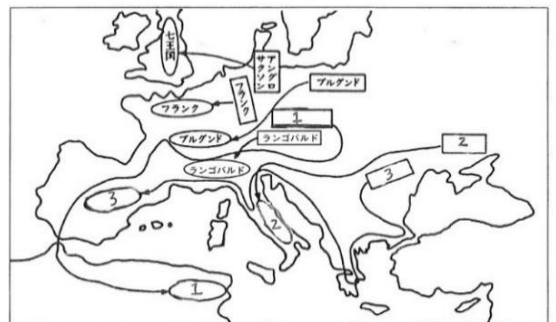 七王国
アングロ
サクソン
フランク
フランク
ブルグンド
1
ブルグンド
ランゴバルド
2
ランゴバルド
3
3
2
1